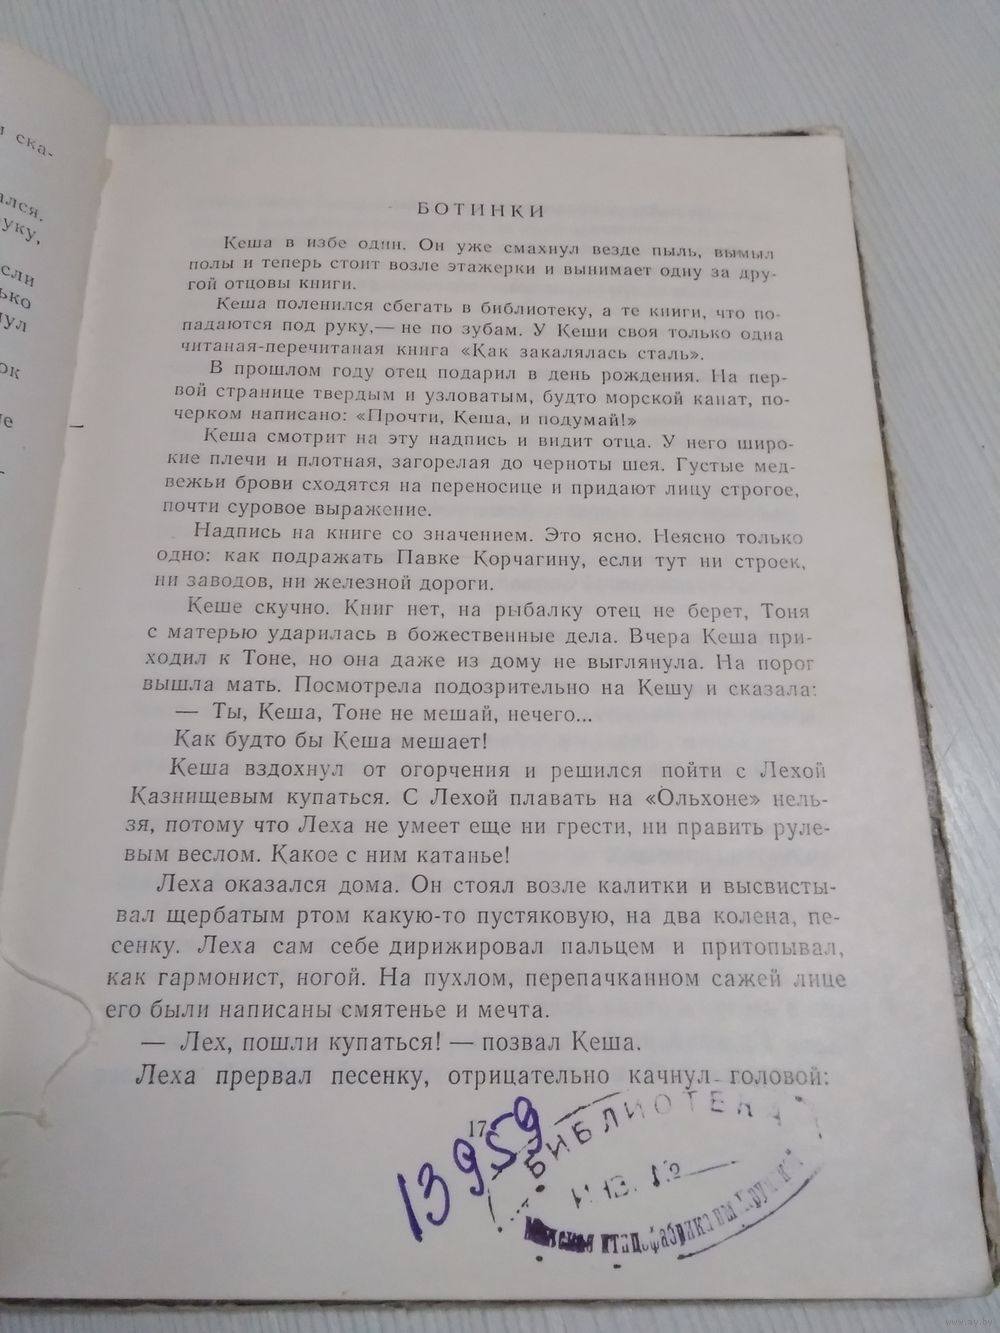 и ска-
ался.
уку,
сли
ько
нул
ок
БОТИНКИ
Кеша в избе один. Он уже смахнул везде пыль, вымыл
полы и теперь стоит возле этажерки и вынимает одну за дру-
гой отцовы книги.
Кеша поленился сбегать в библиотеку, а те книги, что по-
падаются под руку,— не по зубам. У Кеши своя только одна
читаная-перечитаная книга «Как закалялась сталь».
В прошлом году отец подарил в день рождения. На пер-
вой странице твердым и узловатым, будто морской канат, по-
черком написано: «Прочти, Кеша, и подумай!»
Кеша смотрит на эту надпись и видит отца. У него широ-
кие плечи и плотная, загорелая до черноты шея. Густые мед-
вежьи брови сходятся на переносице и придают лицу строгое,
почти суровое выражение.
Надпись на книге со значением. Это ясно. Неясно только
одно: как подражать Павке Корчагину, если тут ни строек,
ни заводов, ни железной дороги.
Кеше скучно. Книг нет, на рыбалку отец не берет, Тоня
с матерью ударилась в божественные дела. Вчера Кеша при-
ходил к Тоне, но она даже из дому не выглянула. На порог
вышла мать. Посмотрела подозрительно на Кешу и сказала:
— Ты, Кеша, Тоне не мешай, нечего...
Как будто бы Кеша мешает!
Кеша вздохнул от огорчения и решился пойти с Лехой
Казнищевым купаться. С Лехой плавать на «Ольхоне» нель-
зя, потому что Леха не умеет еще ни грести, ни править руле-
вым веслом. Какое с ним катанье!
Леха оказался дома. Он стоял возле калитки и высвисты-
вал щербатым ртом какую-то пустяковую, на два колена, пе-
сенку. Леха сам себе дирижировал пальцем и притопывал,
как гармонист, ногой. На пухлом, перепачканном сажей лице
его были написаны смятенье и мечта.
— Лех, пошли купаться! — позвал Кеша.
Леха прервал песенку, отрицательно качнул головой:
17
13959
БИБЛИОТЕКА
птицефабрика
www.ay.by